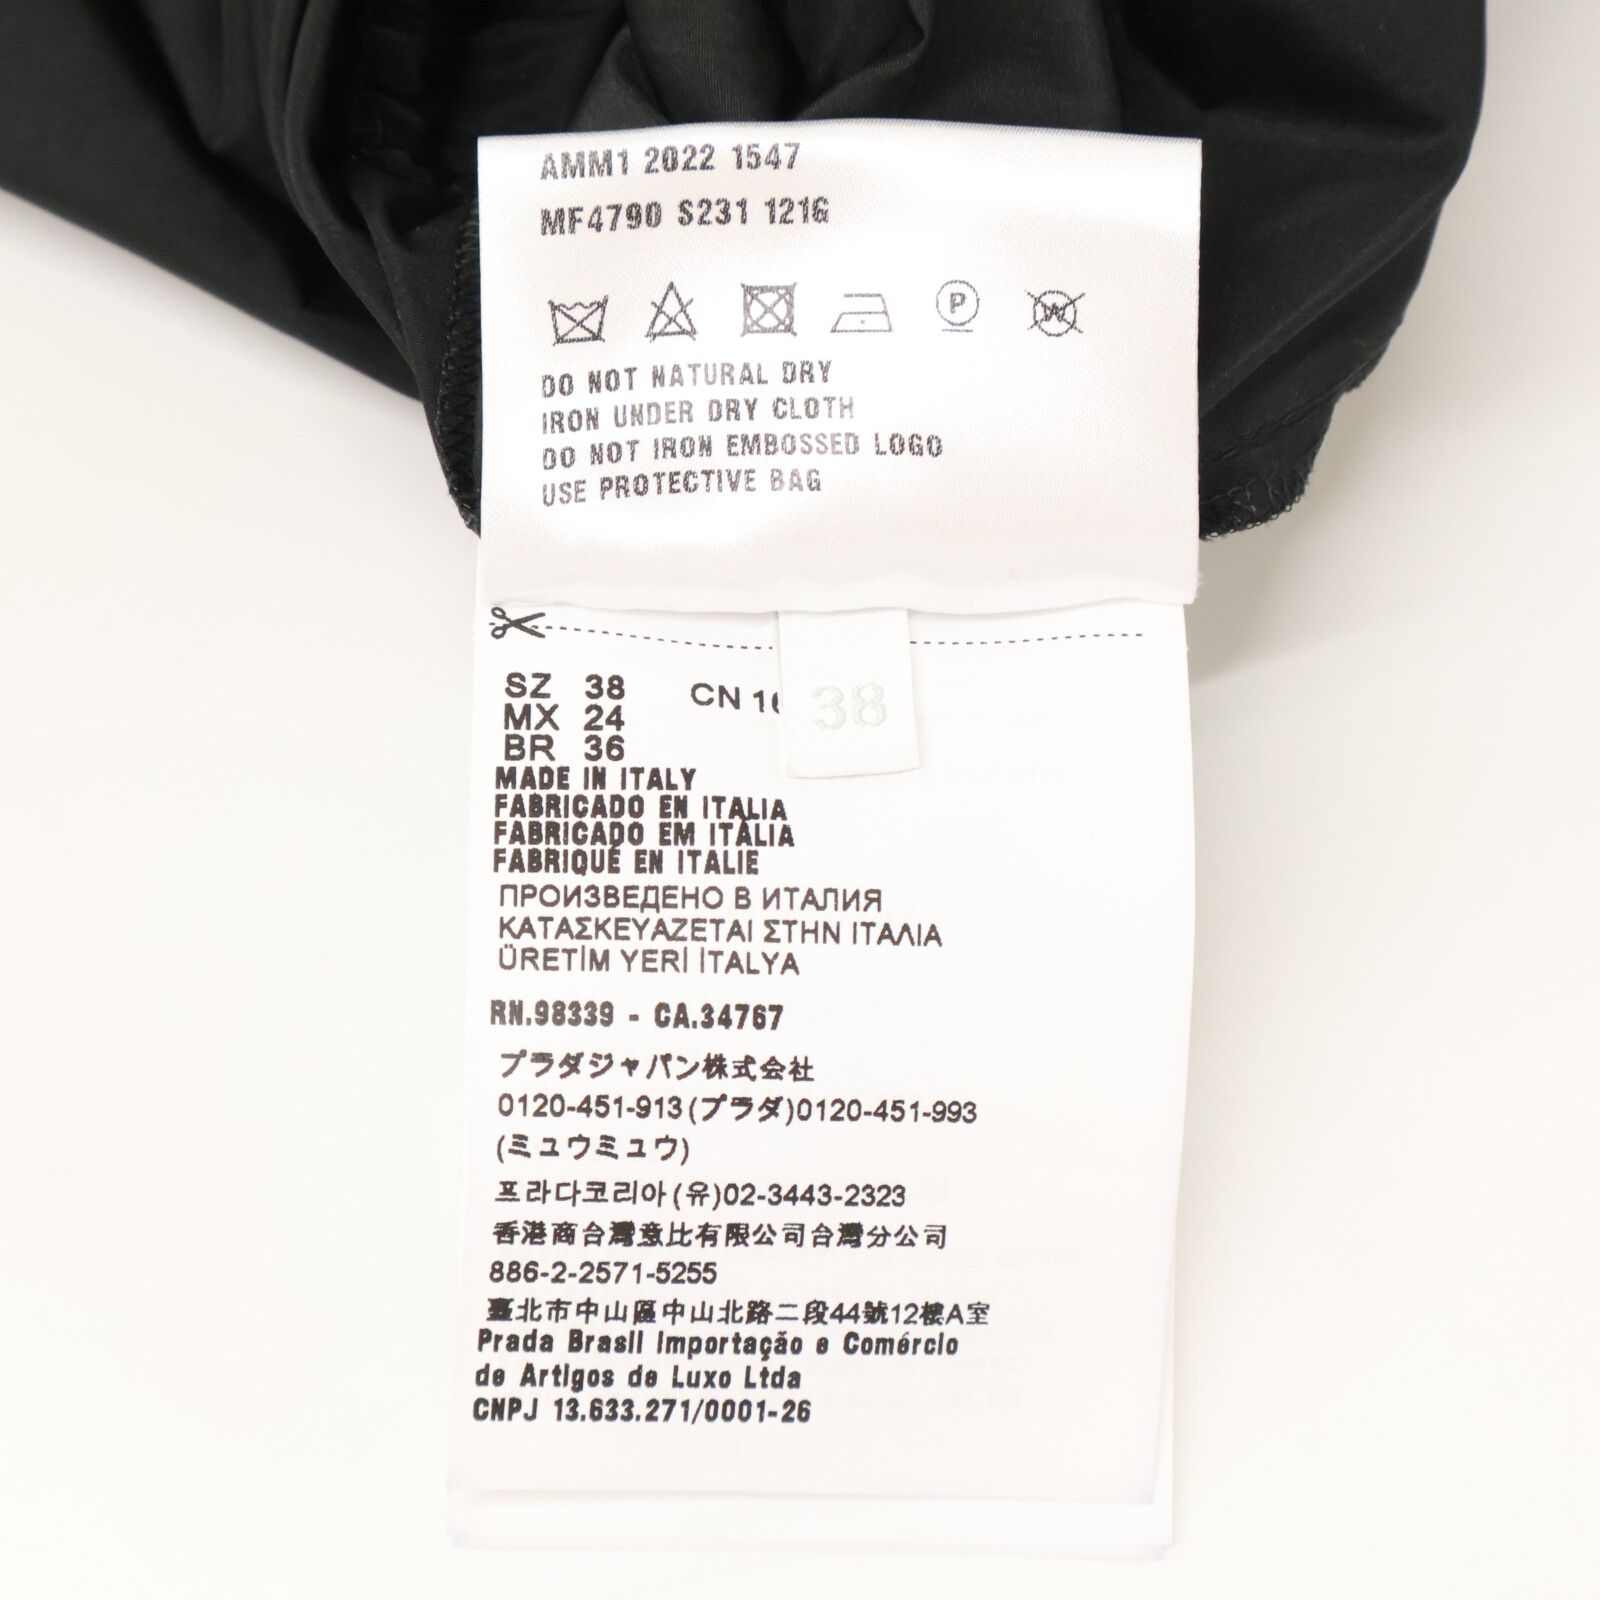 AMM1 2022 1547
MF4790 S231 1216
P
W
DO NOT NATURAL DRY
IRON UNDER DRY CLOTH
DO NOT IRON EMBOSSED LOGO
USE PROTECTIVE BAG
SZ 38 CN
38
MX 24
BR 36
MADE IN ITALY
FABRICADO EN ITALIA
FABRICADO EM ITÁLIA
FABRIQUÉ EN ITALIE
ПРОИЗВЕДЕНО В ИТАЛИЯ
ΚΑΤΑΣΚΕΥΑΖΕΤΑΙ ΣΤΗΝ ΙΤΑΛΙΑ
ÜRETİM YERİ İTALYA
RN.98339 - CA.34767
プラダジャパン株式会社
0120-451-913(プラダ)0120-451-993
(ミュウミュウ)
프라다코리아(유)02-3443-2323
香港商台灣意比有限公司台灣分公司
886-2-2571-5255
臺北市中山區中山北路二段44號12樓A室
Prada Brasil Importação e Comércio
de Artigos de Luxo Ltda
CNPJ 13.633.271/0001-26